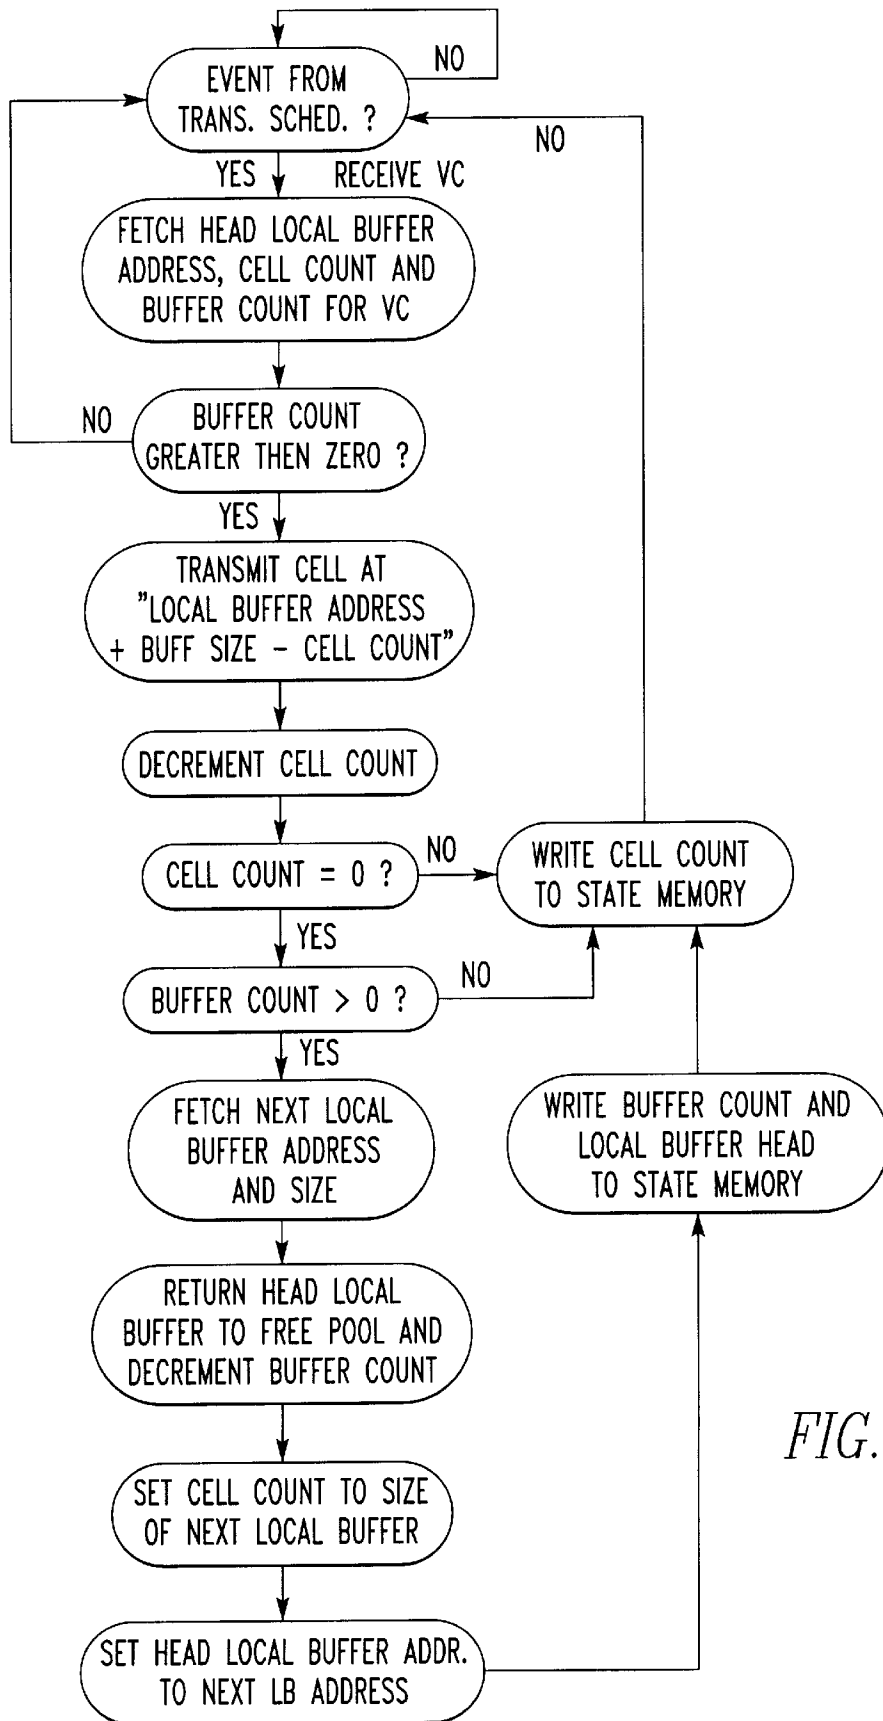 NO
EVENT FROM
TRANS. SCHED. ?
NO
YES
RECEIVE VC
FETCH HEAD LOCAL BUFFER
ADDRESS, CELL COUNT AND
BUFFER COUNT FOR VC
NO
BUFFER COUNT
GREATER THEN ZERO ?
YES
TRANSMIT CELL AT
"LOCAL BUFFER ADDRESS
+ BUFF SIZE - CELL COUNT"
DECREMENT CELL COUNT
CELL COUNT = 0 ?
NO
WRITE CELL COUNT
TO STATE MEMORY
YES
BUFFER COUNT > 0 ?
NO
YES
FETCH NEXT LOCAL
BUFFER ADDRESS
AND SIZE
WRITE BUFFER COUNT AND
LOCAL BUFFER HEAD
TO STATE MEMORY
RETURN HEAD LOCAL
BUFFER TO FREE POOL AND
DECREMENT BUFFER COUNT
FIG.
SET CELL COUNT TO SIZE
OF NEXT LOCAL BUFFER
SET HEAD LOCAL BUFFER ADDR.
TO NEXT LB ADDRESS